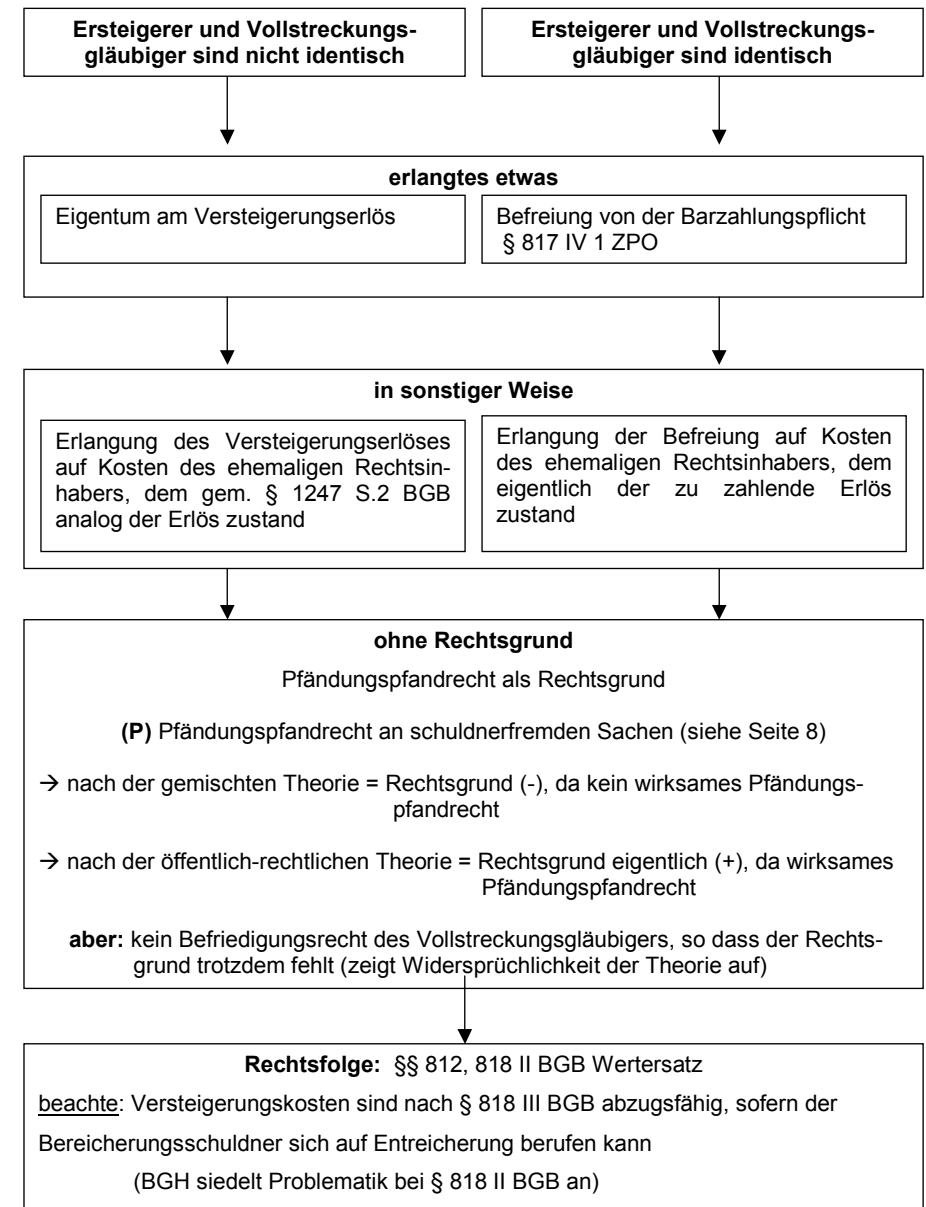 Ersteigerer und Vollstreckungs-
gläubiger sind nicht identisch
Ersteigerer und Vollstreckungs-
gläubiger sind identisch
erlangtes etwas
Eigentum am Versteigerungserlös
Befreiung von der Barzahlungspflicht
§ 817 IV 1 ZPO
in sonstiger Weise
Erlangung des Versteigerungserlöses
auf Kosten des ehemaligen Rechtsin-
habers, dem gem. § 1247 S.2 BGB
analog der Erlös zustand
Erlangung der Befreiung auf Kosten
des ehemaligen Rechtsinhabers, dem
eigentlich der zu zahlende Erlös
zustand
ohne Rechtsgrund
Pfändungspfandrecht als Rechtsgrund
(P) Pfändungspfandrecht an schuldnerfremden Sachen (siehe Seite 8)
→ nach der gemischten Theorie = Rechtsgrund (-), da kein wirksames Pfändungs-
pfandrecht
→ nach der öffentlich-rechtlichen Theorie = Rechtsgrund eigentlich (+), da wirksames
Pfändungspfandrecht
aber: kein Befriedigungsrecht des Vollstreckungsgläubigers, so dass der Rechts-
grund trotzdem fehlt (zeigt Widersprüchlichkeit der Theorie auf)
Rechtsfolge: §§ 812, 818 II BGB Wertersatz
beachte: Versteigerungskosten sind nach § 818 III BGB abzugsfähig, sofern der
Bereicherungsschuldner sich auf Entreicherung berufen kann
(BGH siedelt Problematik bei § 818 II BGB an)